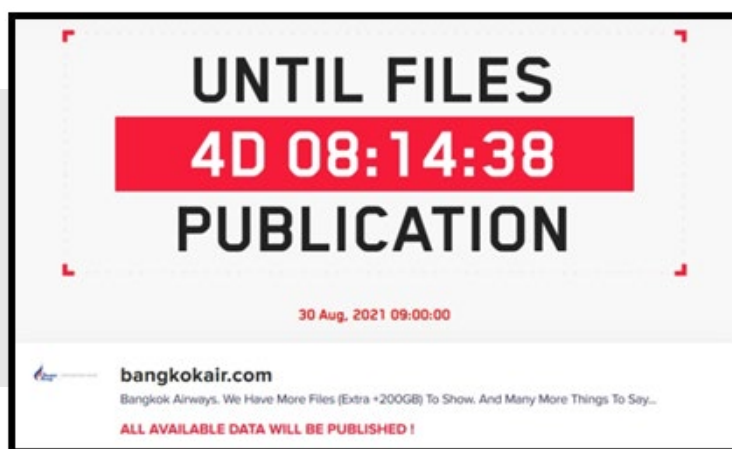 UNTIL FILES
4D 08:14:38
PUBLICATION
30 Aug, 2021 09:00:00
bangkokair.com
Bangkok Airways. We Have More Files (Extra +200GB) To Show. And Many More Things To Say...
ALL AVAILABLE DATA WILL BE PUBLISHED !